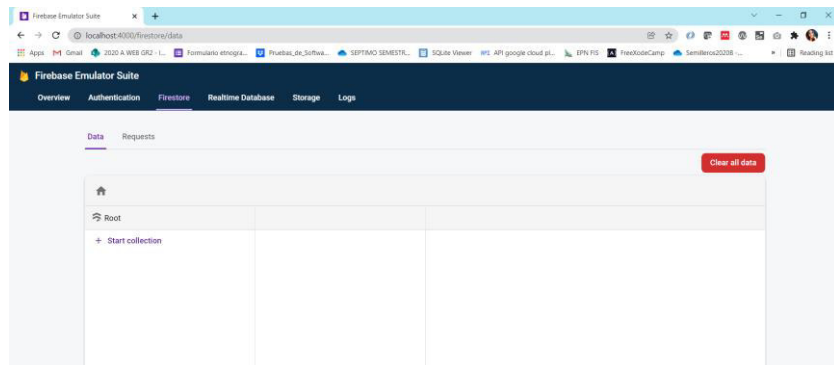 Firebase Emulator Suite
localhost:4000/firestore/data
Apps Gmail 2020 A WEB GR2 - I... Formulario etnogra... Pruebas_de_Softwa... SEPTIMO SEMESTR... SQLite Viewer API google cloud pl... EPN FIS FreeXodeCamp Semilleros2020B -... Reading list
Firebase Emulator Suite
Overview Authentication Firestore Realtime Database Storage Logs
Data Requests
Clear all data
Root
+ Start collection